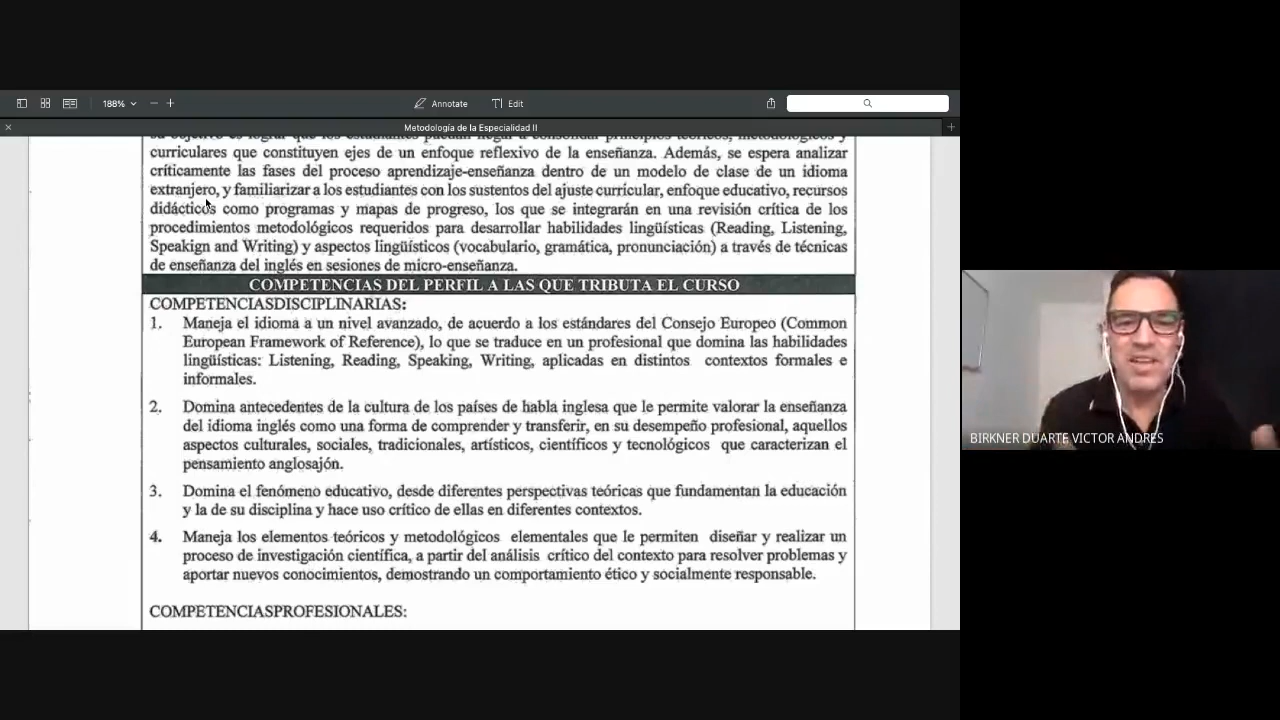 188%
Annotate
Edit
Metodología de la Especialidad II
su objetivo es lograr que los estudiantes puedan llegar a consolidar principios teóricos, metodológicos y
curriculares que constituyen ejes de un enfoque reflexivo de la enseñanza. Además, se espera analizar
críticamente las fases del proceso aprendizaje-enseñanza dentro de un modelo de clase de un idioma
extranjero, y familiarizar a los estudiantes con los sustentos del ajuste curricular, enfoque educativo, recursos
didácticos como programas y mapas de progreso, los que se integrarán en una revisión crítica de los
procedimientos metodológicos requeridos para desarrollar habilidades lingüísticas (Reading, Listening,
Speakign and Writing) y aspectos lingüísticos (vocabulario, gramática, pronunciación) a través de técnicas
de enseñanza del inglés en sesiones de micro-enseñanza.
COMPETENCIAS DEL PERFIL A LAS QUE TRIBUTA EL CURSO
COMPETENCIASDISCIPLINARIAS:
1. Maneja el idioma a un nivel avanzado, de acuerdo a los estándares del Consejo Europeo (Common
European Framework of Reference), lo que se traduce en un profesional que domina las habilidades
lingüísticas: Listening, Reading, Speaking, Writing, aplicadas en distintos contextos formales e
informales.
2. Domina antecedentes de la cultura de los países de habla inglesa que le permite valorar la enseñanza
del idioma inglés como una forma de comprender y transferir, en su desempeño profesional, aquellos
aspectos culturales, sociales, tradicionales, artísticos, científicos y tecnológicos que caracterizan el
pensamiento anglosajón.
3. Domina el fenómeno educativo, desde diferentes perspectivas teóricas que fundamentan la educación
y la de su disciplina y hace uso crítico de ellas en diferentes contextos.
4. Maneja los elementos teóricos y metodológicos elementales que le permiten diseñar y realizar un
proceso de investigación científica, a partir del análisis crítico del contexto para resolver problemas y
aportar nuevos conocimientos, demostrando un comportamiento ético y socialmente responsable.
COMPETENCIASPROFESIONALES:
BIRKNER DUARTE VICTOR ANDRES